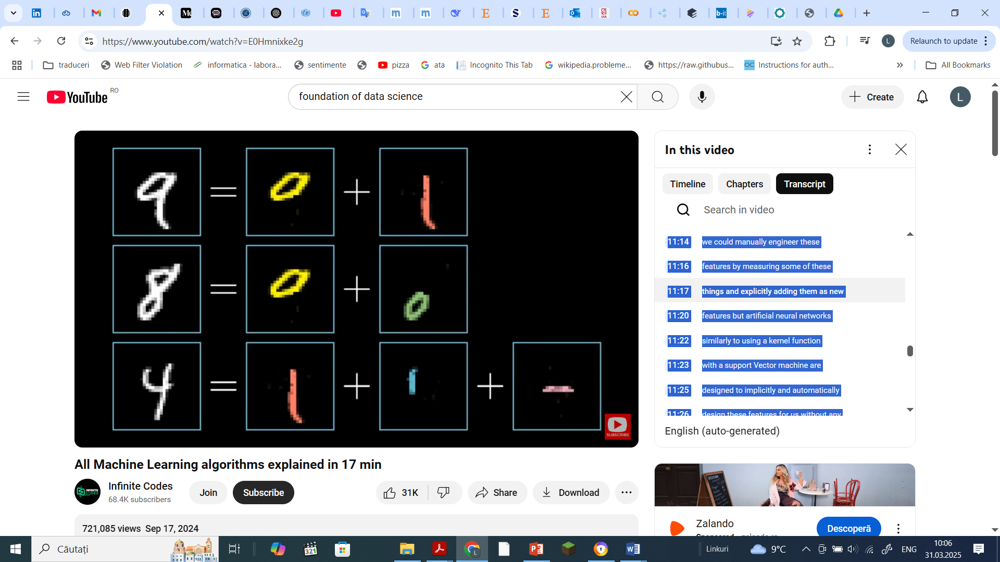 https://www.youtube.com/watch?v=E0Hmnixke2g
Relaunch to update
traduceri
Web Filter Violation
informatica - labora...
sentimente
pizza
ata
Incognito This Tab
wikipedia.probleme...
https://raw.githubus...
Instructions for auth...
All Bookmarks
YouTube RO
foundation of data science
Create
L
In this video
Timeline
Chapters
Transcript
Search in video
11:14 we could manually engineer these
11:16 features by measuring some of these
11:17 things and explicitly adding them as new
11:20 features but artificial neural networks
11:22 similarly to using a kernel function
11:23 with a support Vector machine are
11:25 designed to implicitly and automatically
11:26 design these features for us without any
English (auto-generated)
SUBSCRIBE
All Machine Learning algorithms explained in 17 min
Infinite Codes
68.4K subscribers
Join
Subscribe
31K
Share
Download
721,085 views Sep 17, 2024
Zalando
Descoperă
Căutați
Linkuri
9°C
ENG
10:06
31.03.2025